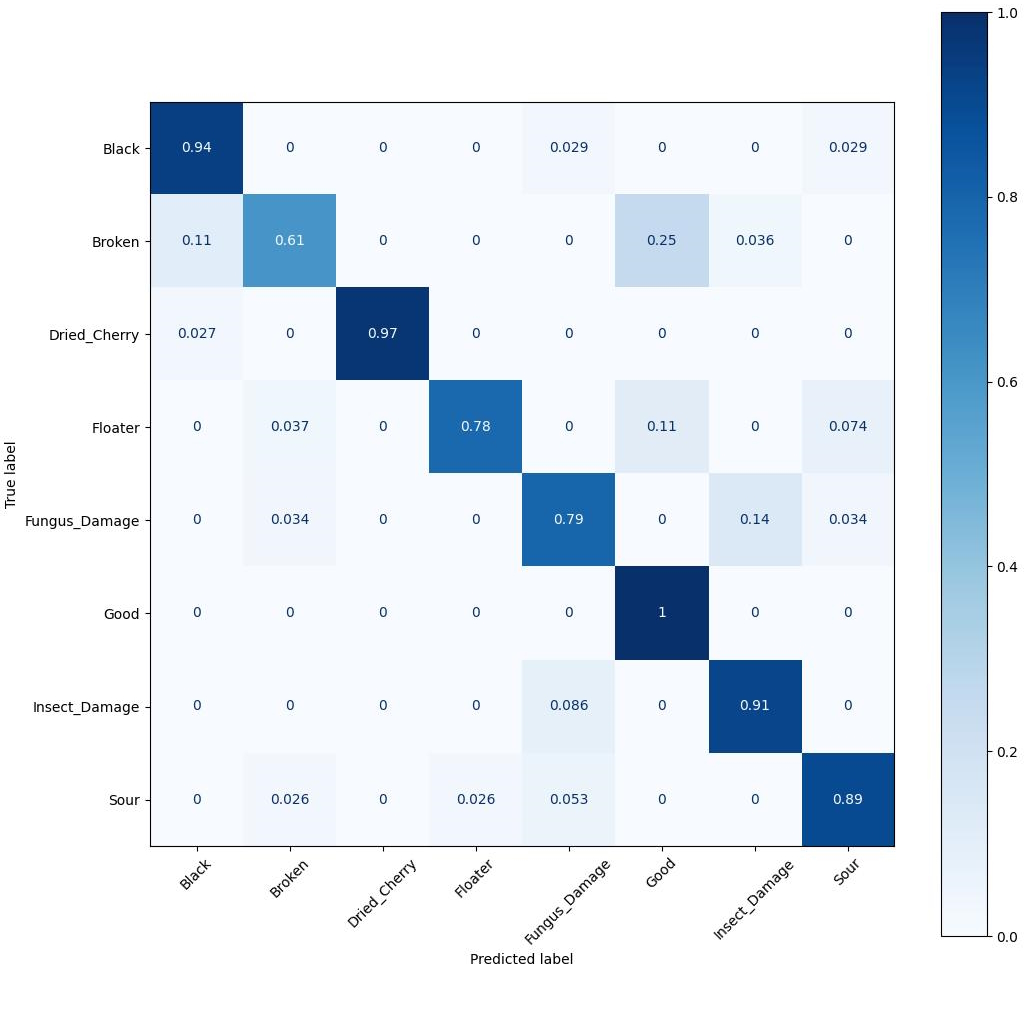 1.0
Black 0.94 0 0 0 0.029 0 0 0.029
0.8
Broken 0.11 0.61 0 0 0 0.25 0.036 0
Dried_Cherry 0.027 0 0.97 0 0 0 0 0
0.6
Floater 0 0.037 0 0.78 0 0.11 0 0.074
True label
Fungus_Damage 0 0.034 0 0 0.79 0 0.14 0.034
0.4
Good 0 0 0 0 0 1 0 0
Insect_Damage 0 0 0 0 0.086 0 0.91 0
0.2
Sour 0 0.026 0 0.026 0.053 0 0 0.89
Black Broken Dried_Cherry Floater Fungus_Damage Good Insect_Damage Sour
0.0
Predicted label